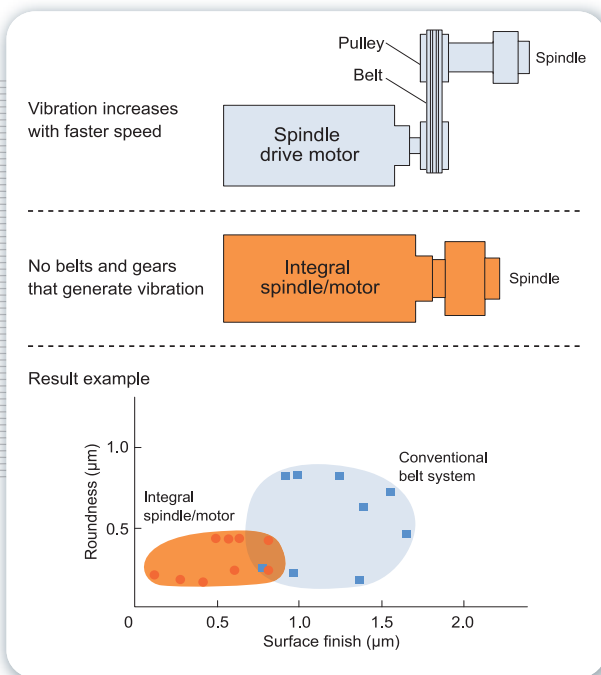 Pulley
Spindle
Belt
Vibration increases
with faster speed
Spindle
drive motor
No belts and gears
that generate vibration
Integral
spindle/motor
Spindle
Result example
Roundness (µm)
1.0
0.5
Conventional
belt system
Integral
spindle/motor
0
0.5
1.0
1.5
2.0
Surface finish (µm)